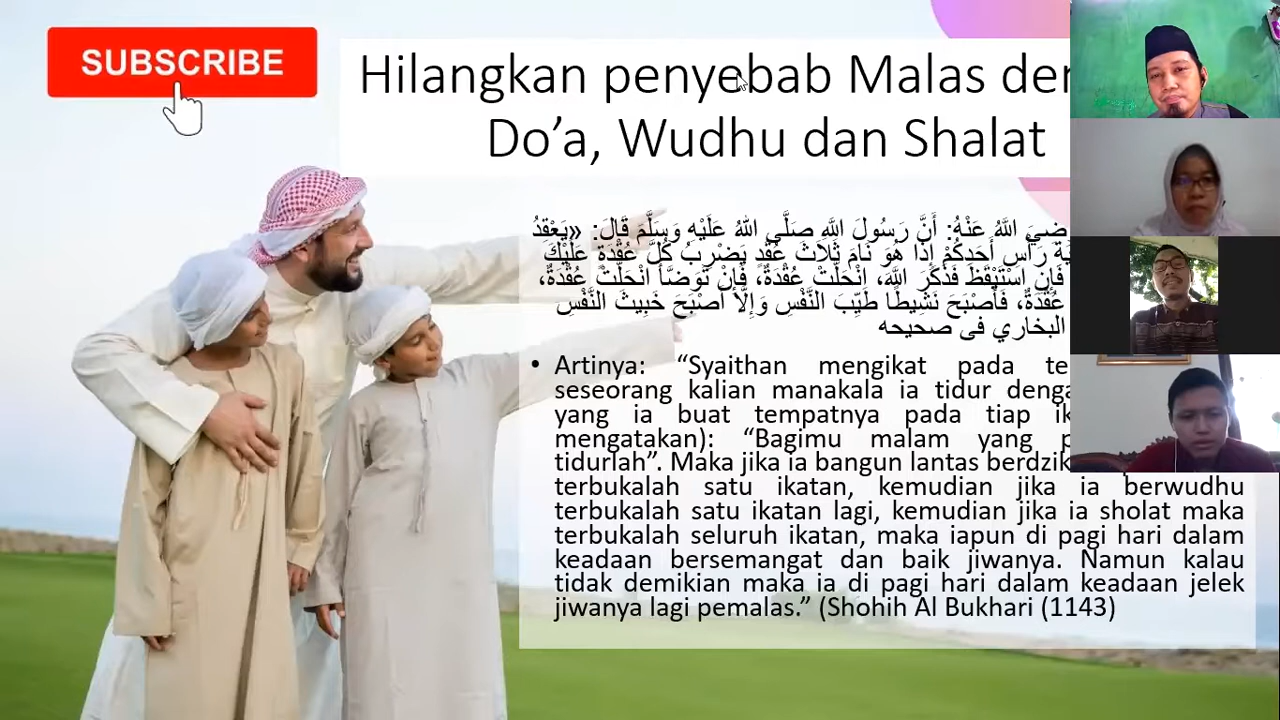 SUBSCRIBE
Hilangkan penyebab Malas den
Do’a, Wudhu dan Shalat
ضِيَ اللَّهُ عَنْهُ: أَنَّ رَسُولَ اللَّهِ صَلَّى اللهُ عَلَيْهِ وَسَلَّمَ قَالَ: «يَعْقِدُ
يَةِ رَأْسِ أَحَدِكُمْ إِذَا هُوَ نَامَ ثَلَاثَ عُقَدٍ يَضْرِبُ كُلَّ عُقْدَةٍ عَلَيْكَ
فَإِنِ اسْتَيْقَظَ فَذَكَرَ اللَّهَ، انْحَلَّتْ عُقْدَةٌ، فَإِنْ تَوَضَّأَ انْحَلَّتْ عُقْدَةٌ،
عُقْدَةٌ، فَأَصْبَحَ نَشِيطًا طَيِّبَ النَّفْسِ وَإِلَّا أَصْبَحَ خَبِيثَ النَّفْسِ
البخاري فى صحيحه
• Artinya: “Syaithan mengikat pada te
seseorang kalian manakala ia tidur denga
yang ia buat tempatnya pada tiap ik
mengatakan): “Bagimu malam yang p
tidurlah”. Maka jika ia bangun lantas berdzik
terbukalah satu ikatan, kemudian jika ia berwudhu
terbukalah satu ikatan lagi, kemudian jika ia sholat maka
terbukalah seluruh ikatan, maka iapun di pagi hari dalam
keadaan bersemangat dan baik jiwanya. Namun kalau
tidak demikian maka ia di pagi hari dalam keadaan jelek
jiwanya lagi pemalas.” (Shohih Al Bukhari (1143)